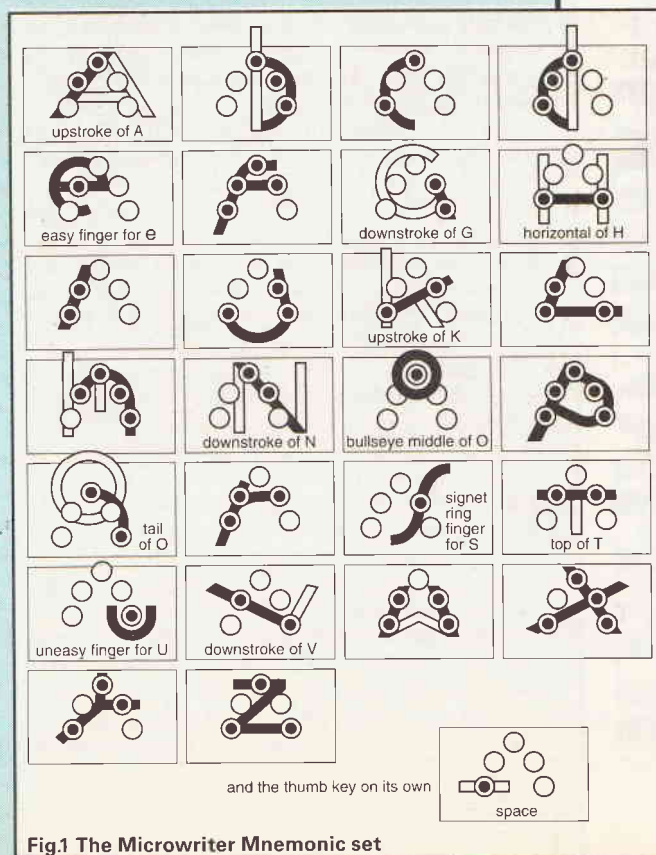 upstroke of A
easy finger for e
downstroke of G
horizontal of H
upstroke of K
downstroke of N
bullseye middle of O
tail
of O
signet
ring
finger
for S
top of T
uneasy finger for U
downstroke of V
and the thumb key on its own
space
Fig.1 The Microwriter Mnemonic set